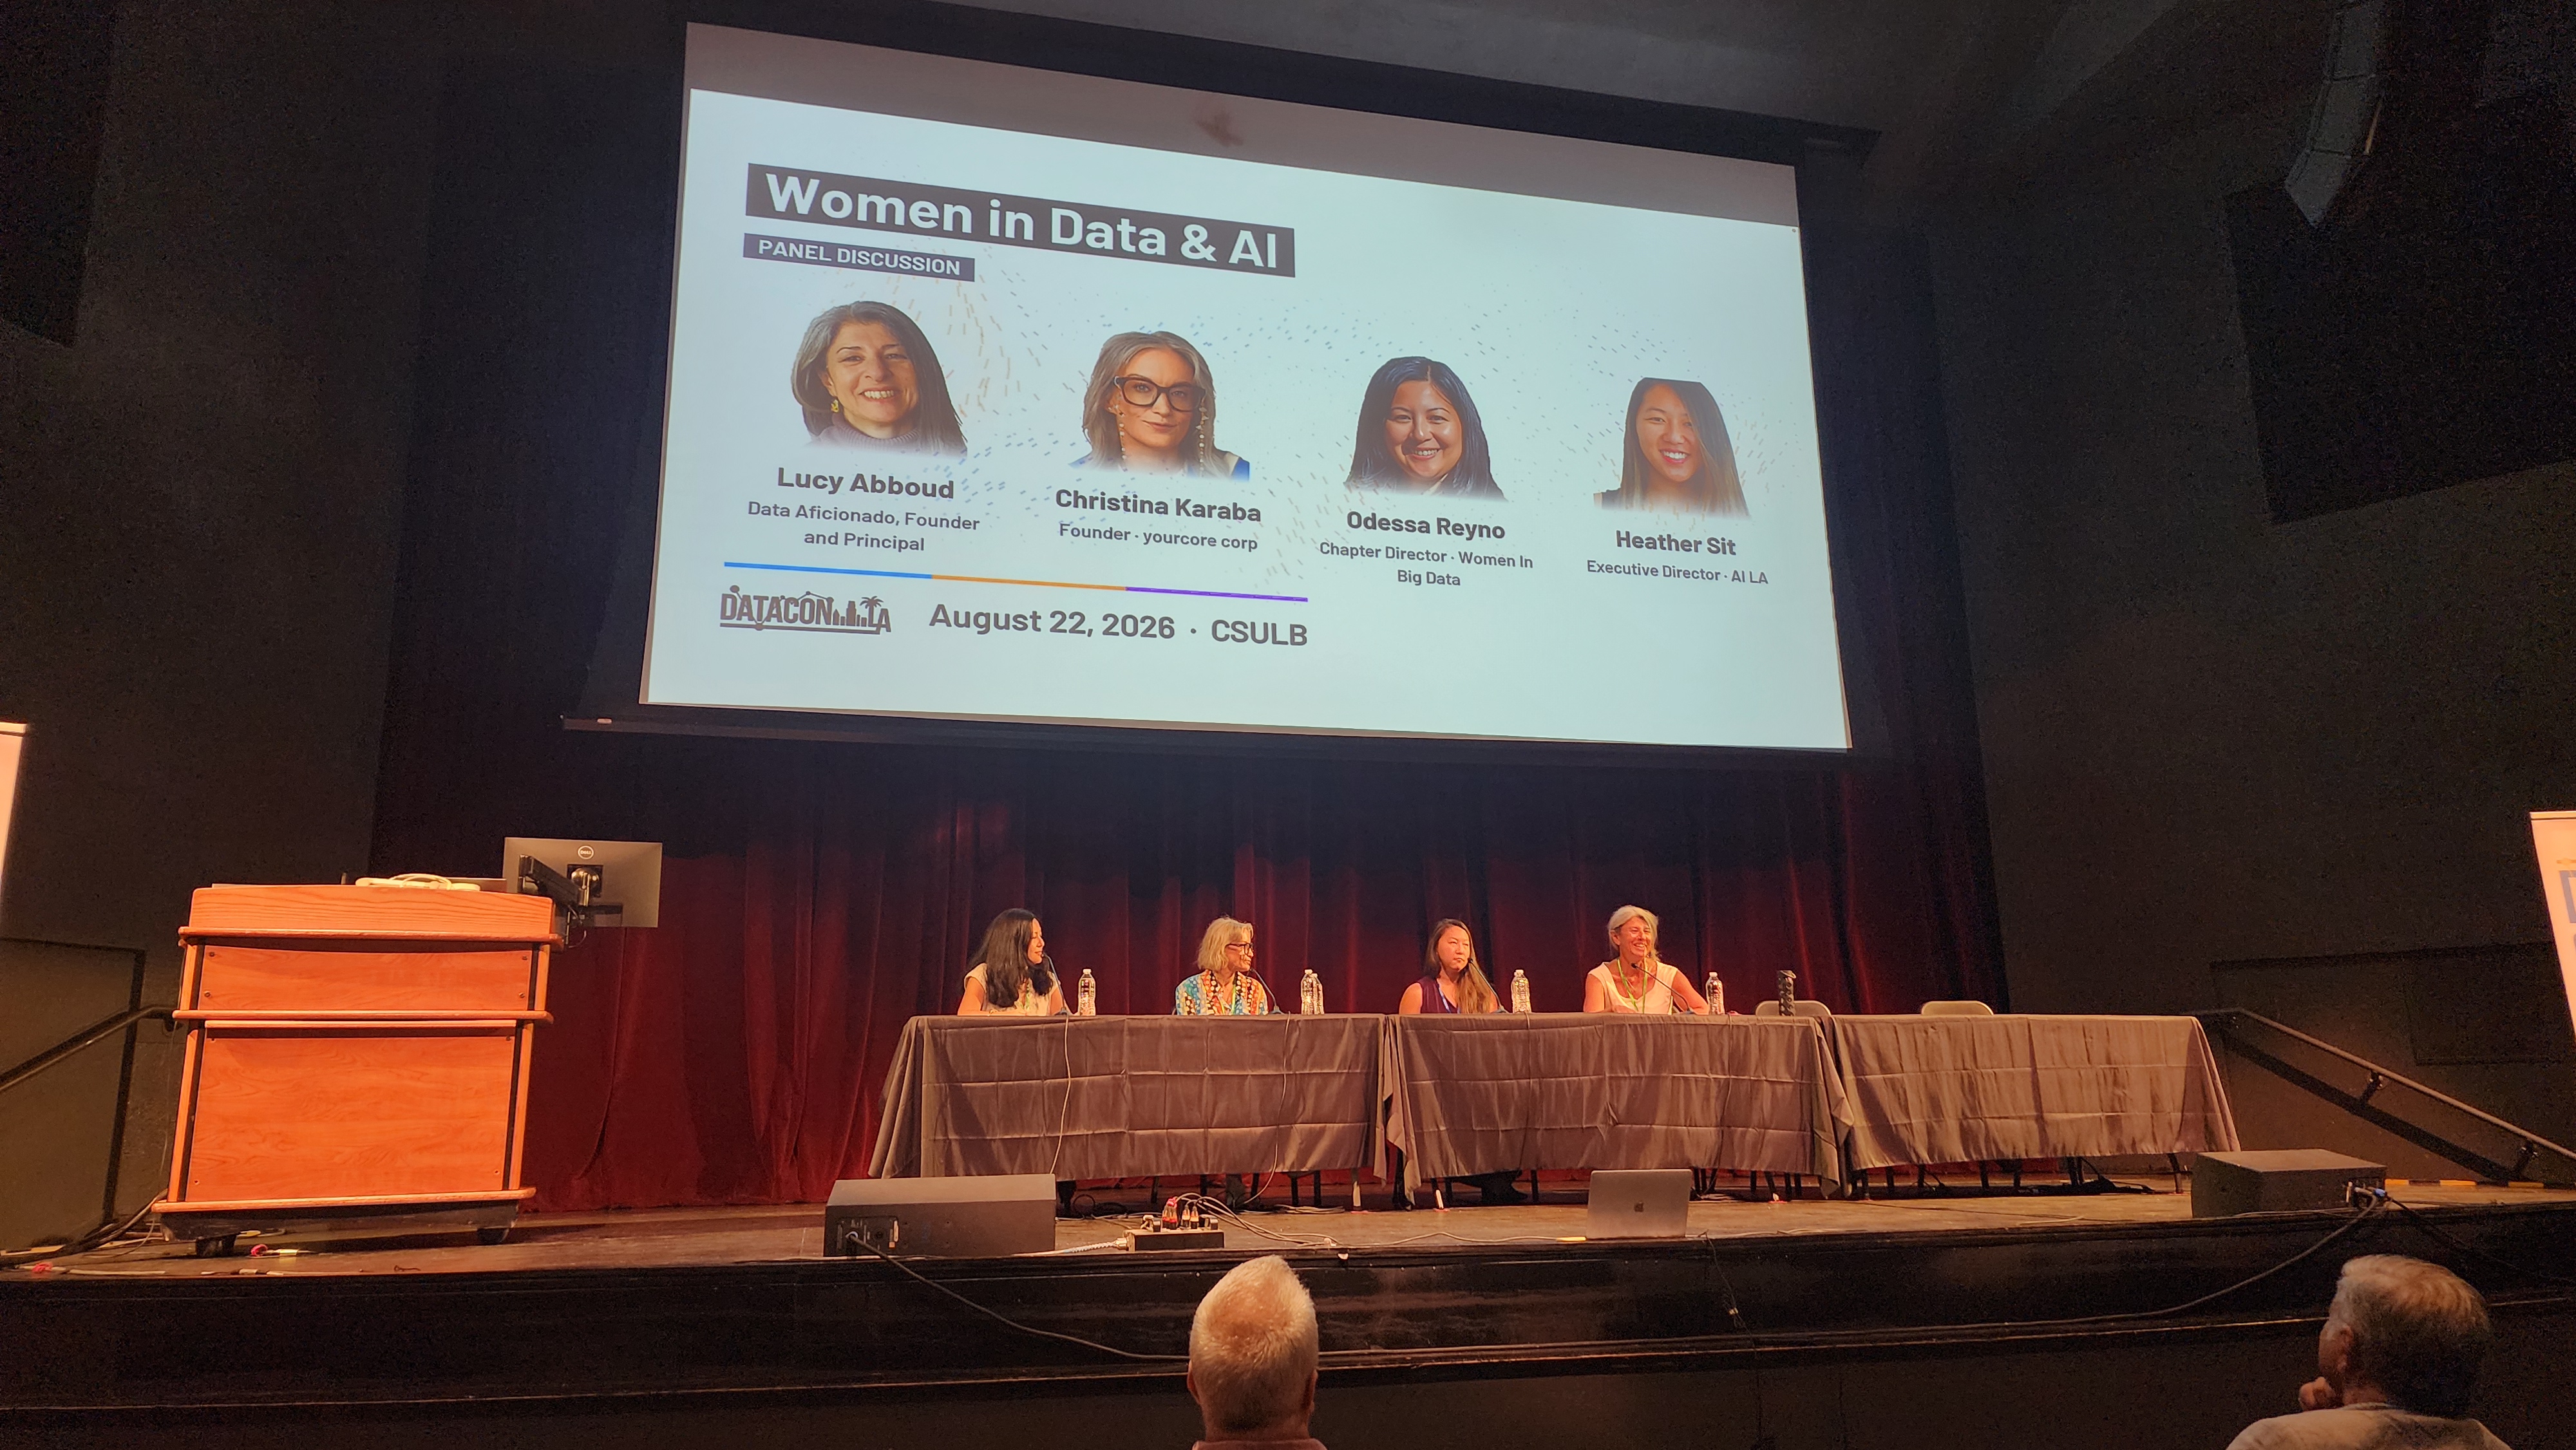 Women in Data & AI
PANEL DISCUSSION
Lucy Abboud
Data Aficionado, Founder
and Principal
Christina Karaba
Founder · yourcore corp
Odessa Reyno
Chapter Director · Women In
Big Data
Heather Sit
Executive Director · AI LA
DATACON LA
August 22, 2026 · CSULB
DELL